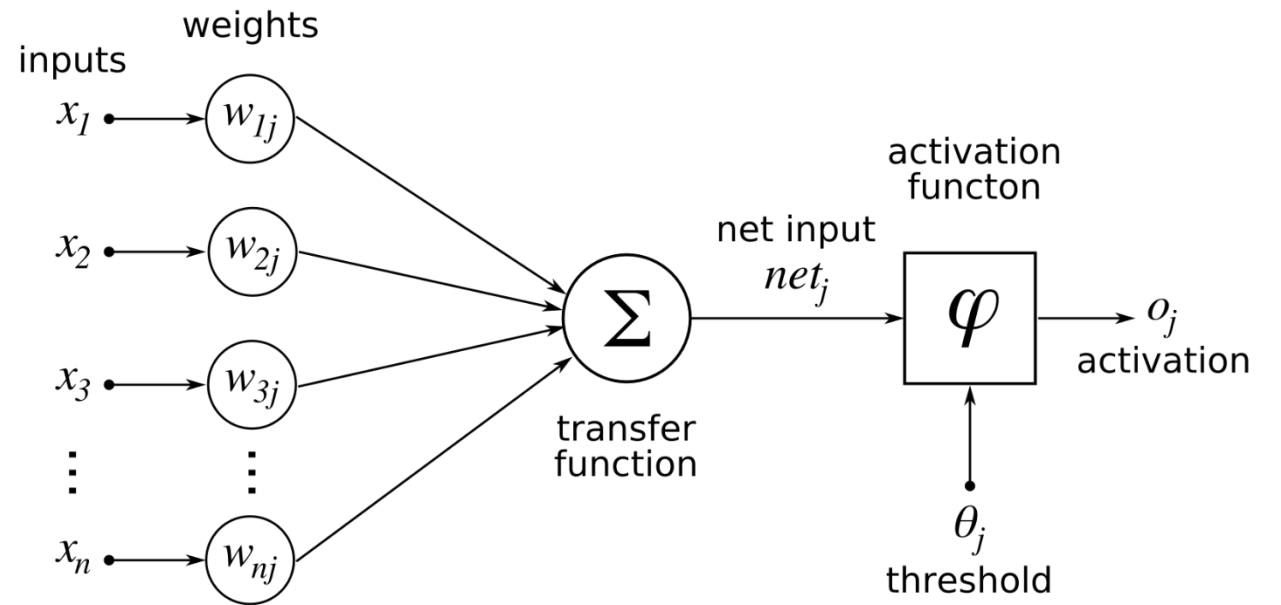 weights
inputs
x₁
w₁ⱼ
x₂
w₂ⱼ
x₃
w₃ⱼ
⋮
⋮
xₙ
wₙⱼ
Σ
transfer
function
net input
netⱼ
activation
functon
φ
oⱼ
activation
θⱼ
threshold